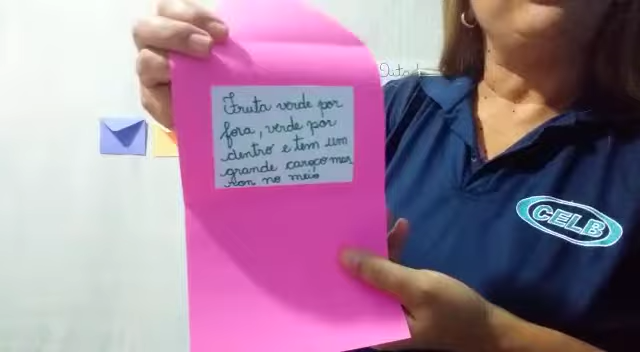 Fruta verde por
fora, verde por
dentro e tem um
grande caroço mar
rom no meio
CELB